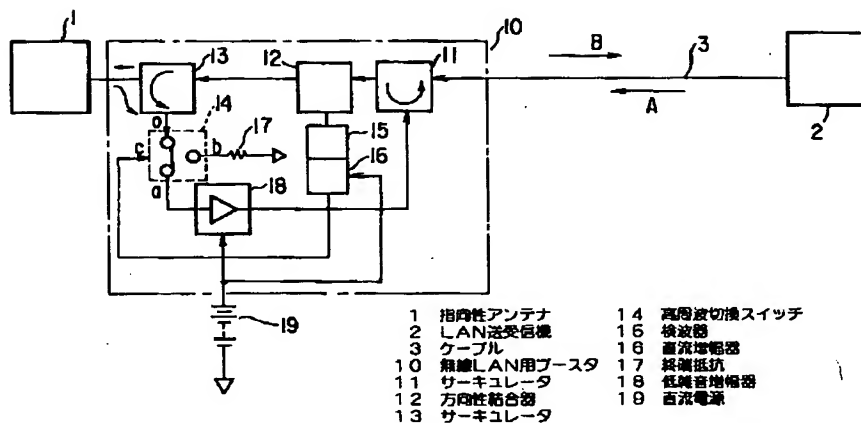 1
10
13
12
11
B
3
14
o
15
17
A
c
b
2
16
a
18
19
1 指向性アンテナ
2 LAN送受信機
3 ケーブル
10 無線LAN用ブースタ
11 サーキュレータ
12 方向性結合器
13 サーキュレータ
14 高周波切換スイッチ
15 検波器
16 直流増幅器
17 終端抵抗
18 低雑音増幅器
19 直流電源